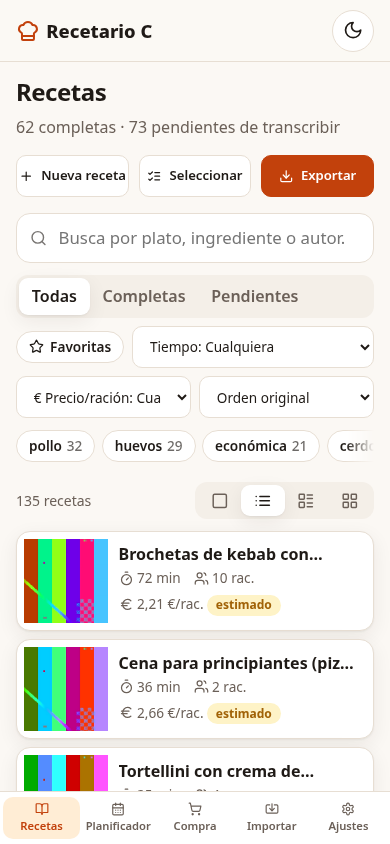 Recetario C
Recetas
62 completas · 73 pendientes de transcribir
Nueva receta
Seleccionar
Exportar
Busca por plato, ingrediente o autor.
Todas
Completas
Pendientes
Favoritas
Tiempo: Cualquiera
€ Precio/ración: Cua
Orden original
pollo 32
huevos 29
económica 21
cerdo
135 recetas
Brochetas de kebab con...
72 min 10 rac.
2,21 €/rac. estimado
Cena para principiantes (piz...
36 min 2 rac.
2,66 €/rac. estimado
Tortellini con crema de...
Recetas
Planificador
Compra
Importar
Ajustes